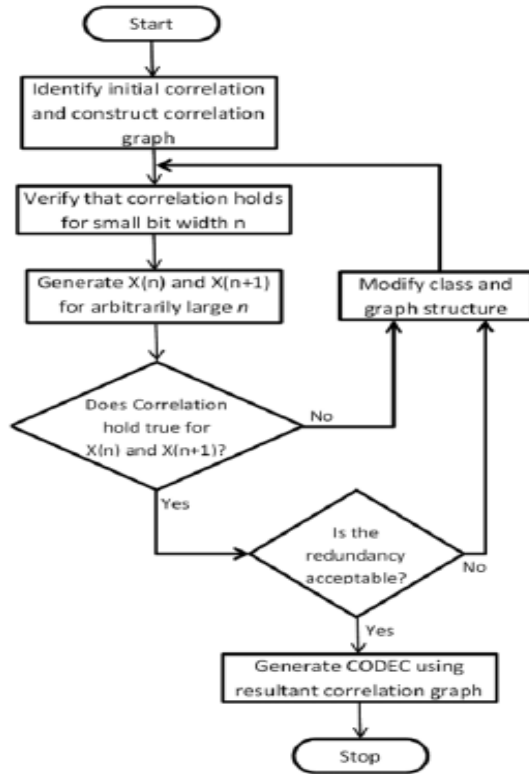 Start
Identify initial correlation
and construct correlation
graph
Verify that correlation holds
for small bit width n
Generate X(n) and X(n+1)
for arbitrarily large n
Modify class and
graph structure
Does Correlation
hold true for
X(n) and X(n+1)?
No
Yes
Is the
redundancy
acceptable?
No
Yes
Generate CODEC using
resultant correlation graph
Stop